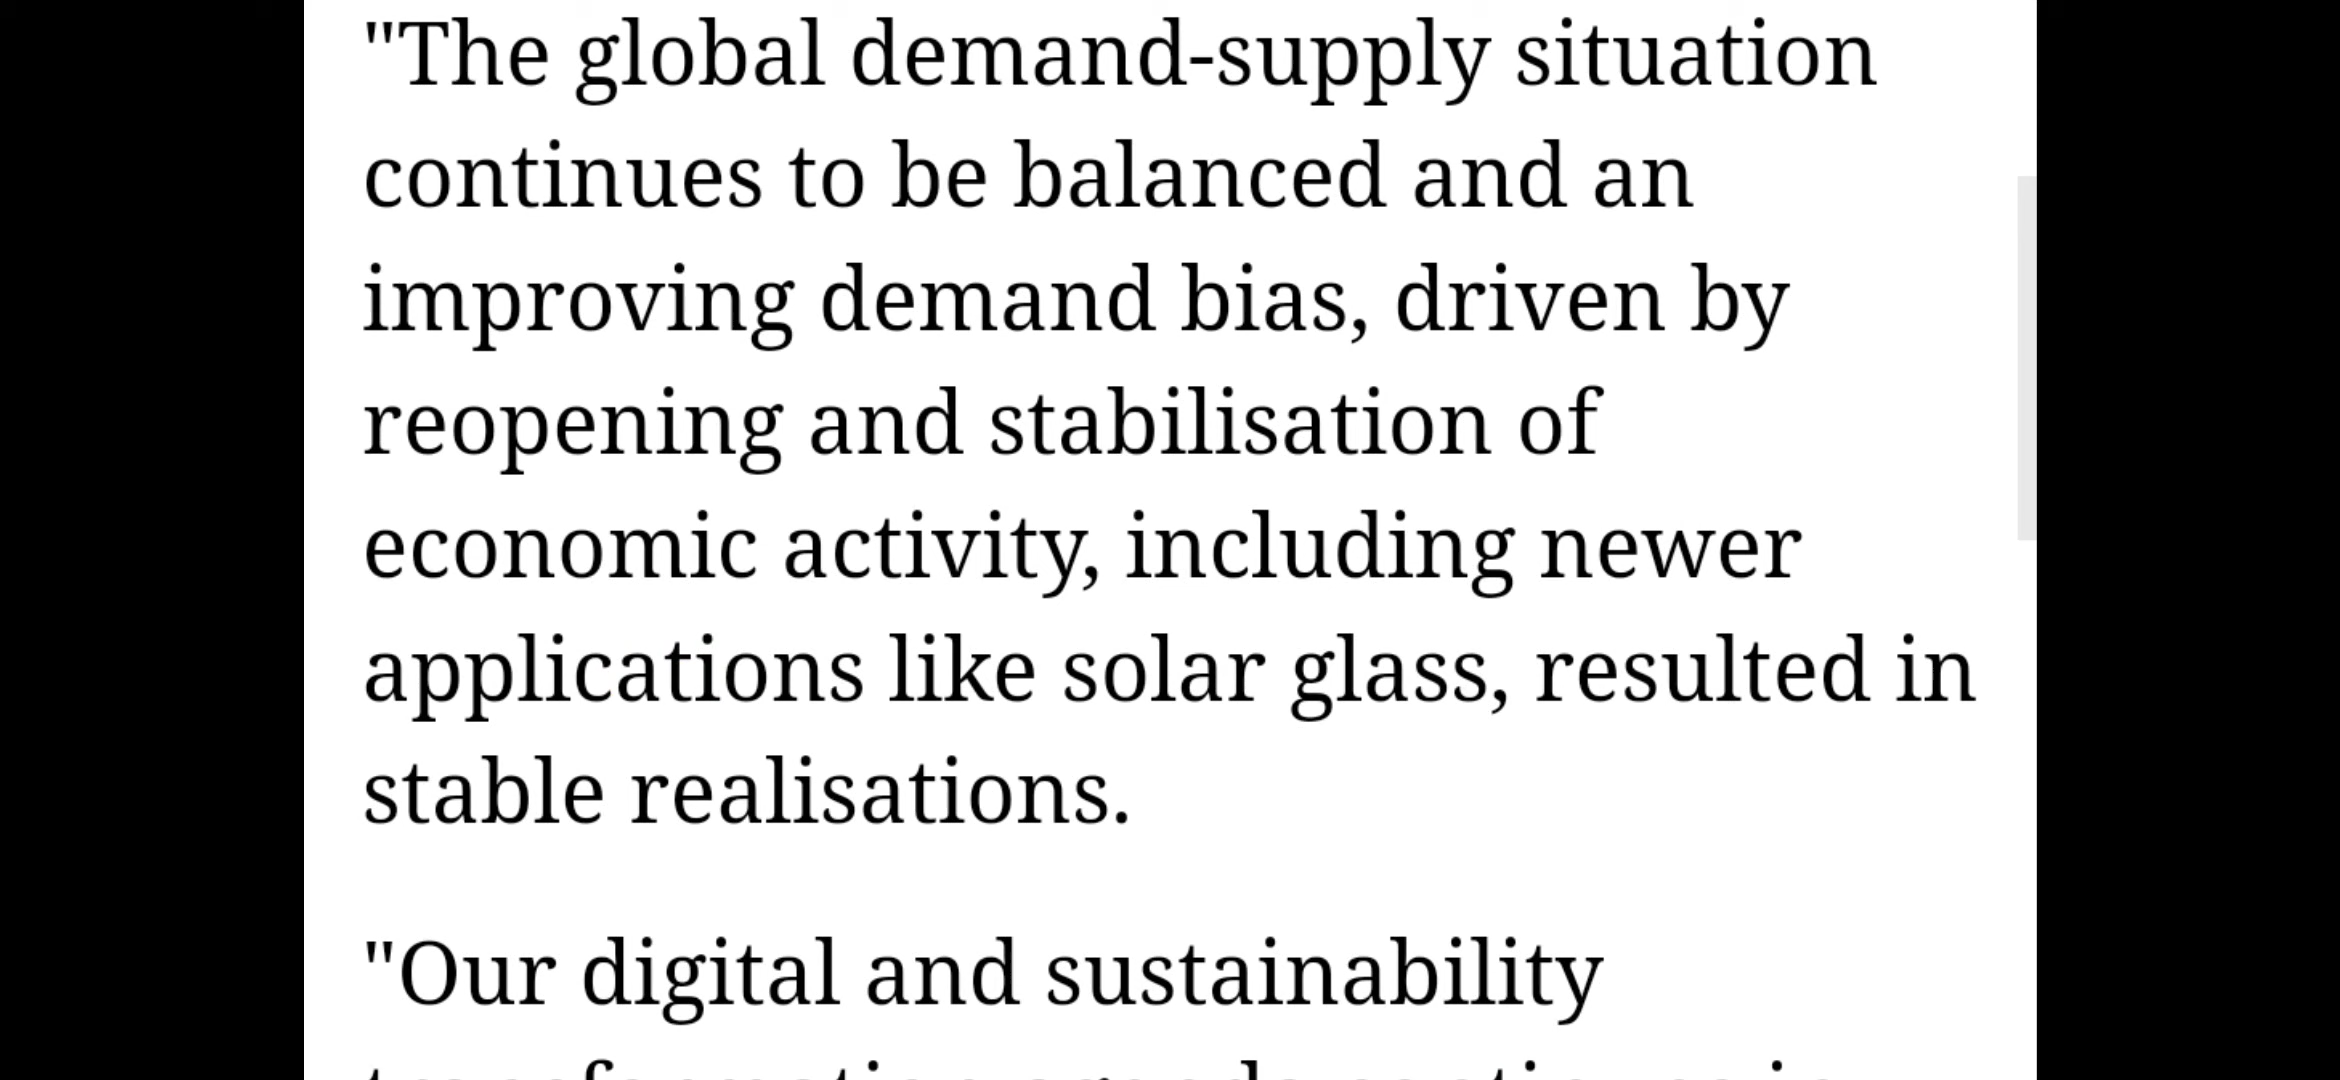 "The global demand-supply situation
continues to be balanced and an
improving demand bias, driven by
reopening and stabilisation of
economic activity, including newer
applications like solar glass, resulted in
stable realisations.
"Our digital and sustainability